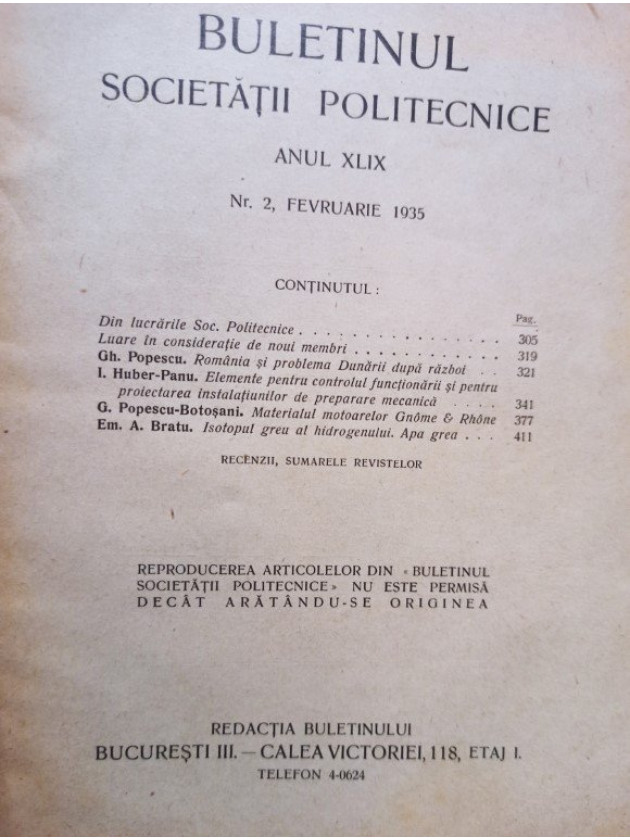 BULETINUL
SOCIETĂȚII POLITECNICE
ANUL XLIX
Nr. 2, FEVRUARIE 1935
CONȚINUTUL :
Pag.
Din lucrările Soc. Politecnice . . . . . . . . . . . . . . . . 305
Luare în considerație de noui membri . . . . . . . . . . . . 319
Gh. Popescu. România și problema Dunării după războI . . 321
I. Huber-Panu. Elemente pentru controlul funcționării și pentru
proiectarea instalațiunilor de preparare mecanică . . . . . 341
G. Popescu-Botoșani. Materialul motoarelor Gnôme & Rhône 377
Em. A. Bratu. Isotopul greu al hidrogenului. Apa grea . . . 411
RECENZII, SUMARELE REVISTELOR
REPRODUCEREA ARTICOLELOR DIN «BULETINUL
SOCIETĂȚII POLITECNICE» NU ESTE PERMISĂ
DECÂT ARĂTÂNDU-SE ORIGINEA
REDACȚIA BULETINULUI
BUCUREȘTI III. — CALEA VICTORIEI, 118, ETAJ I.
TELEFON 4-0624